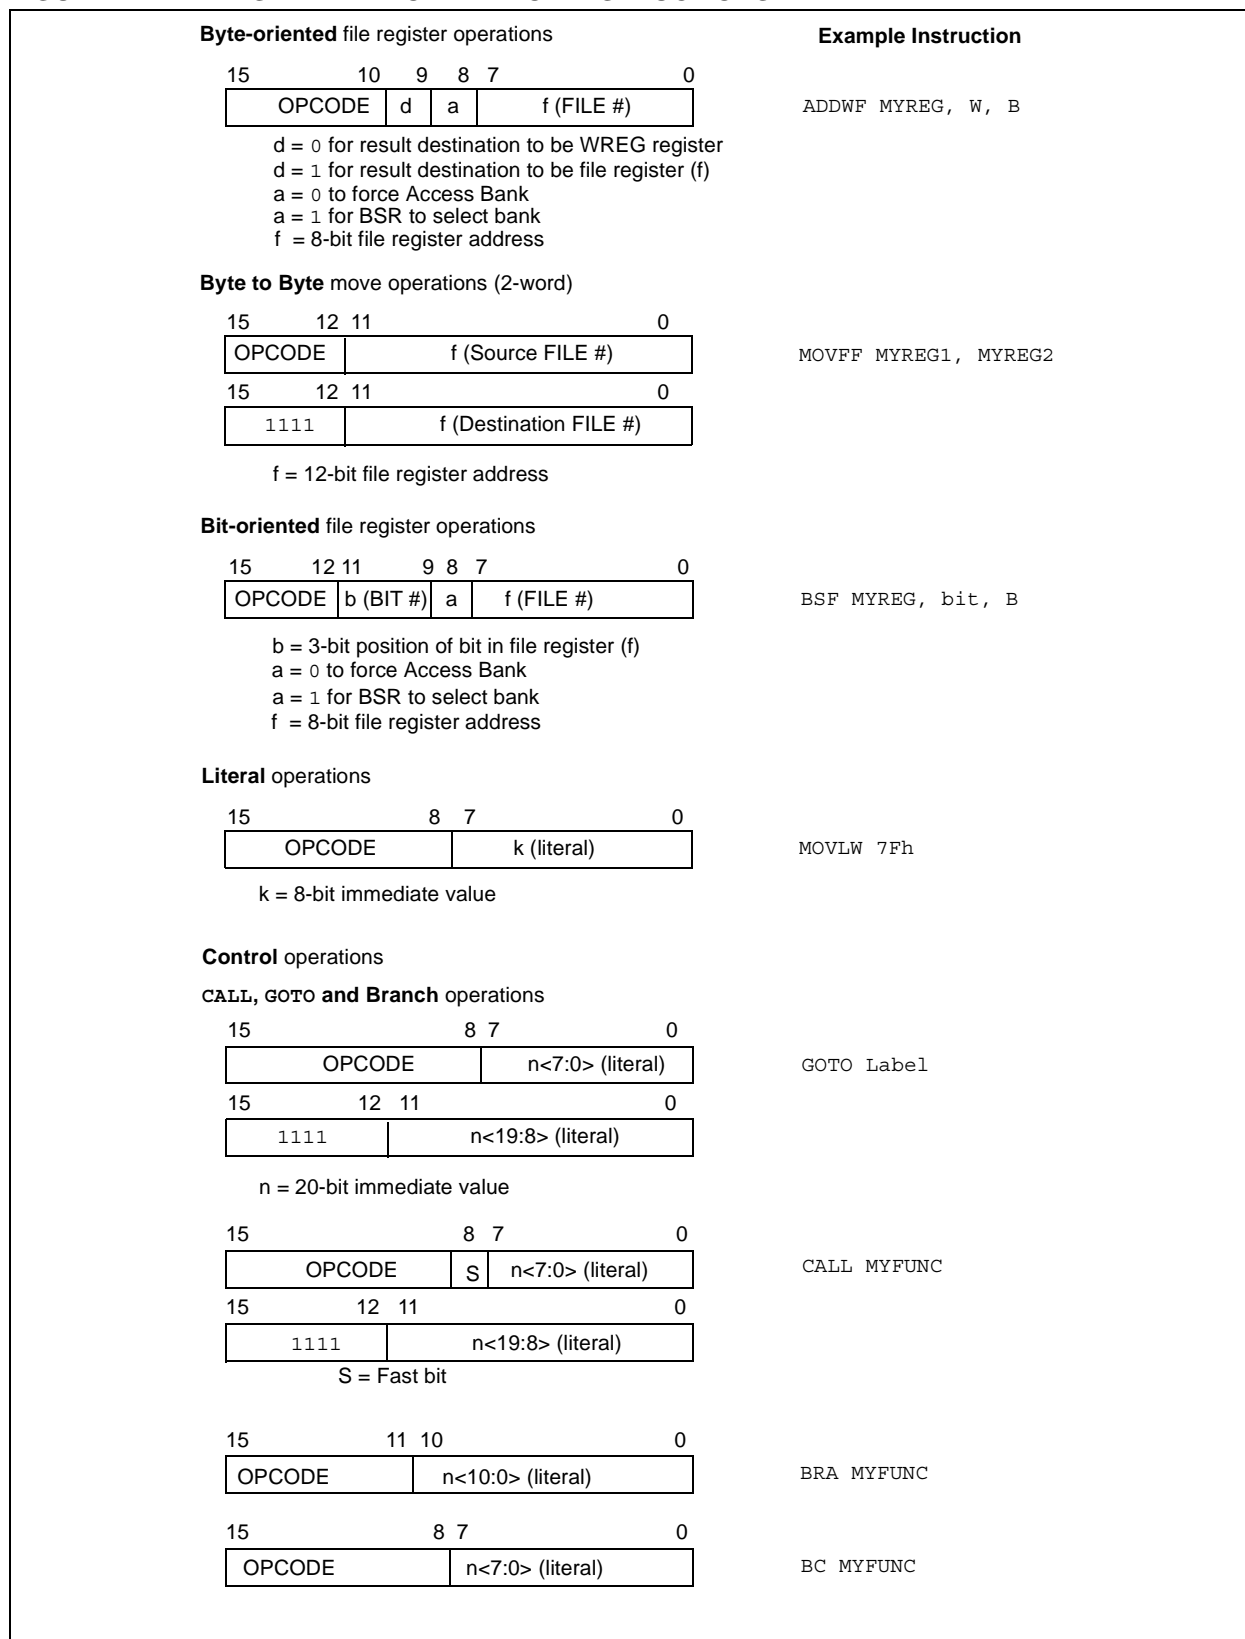 Byte-oriented file register operations
Example Instruction
15 10 9 8 7 0
OPCODE d a f (FILE #)
ADDWF MYREG, W, B
d = 0 for result destination to be WREG register
d = 1 for result destination to be file register (f)
a = 0 to force Access Bank
a = 1 for BSR to select bank
f = 8-bit file register address
Byte to Byte move operations (2-word)
15 12 11 0
OPCODE f (Source FILE #)
MOVFF MYREG1, MYREG2
15 12 11 0
1111 f (Destination FILE #)
f = 12-bit file register address
Bit-oriented file register operations
15 12 11 9 8 7 0
OPCODE b (BIT #) a f (FILE #)
BSF MYREG, bit, B
b = 3-bit position of bit in file register (f)
a = 0 to force Access Bank
a = 1 for BSR to select bank
f = 8-bit file register address
Literal operations
15 8 7 0
OPCODE k (literal)
MOVLW 7Fh
k = 8-bit immediate value
Control operations
CALL, GOTO and Branch operations
15 8 7 0
OPCODE n<7:0> (literal)
GOTO Label
15 12 11 0
1111 n<19:8> (literal)
n = 20-bit immediate value
15 8 7 0
OPCODE S n<7:0> (literal)
CALL MYFUNC
15 12 11 0
1111 n<19:8> (literal)
S = Fast bit
15 11 10 0
OPCODE n<10:0> (literal)
BRA MYFUNC
15 8 7 0
OPCODE n<7:0> (literal)
BC MYFUNC